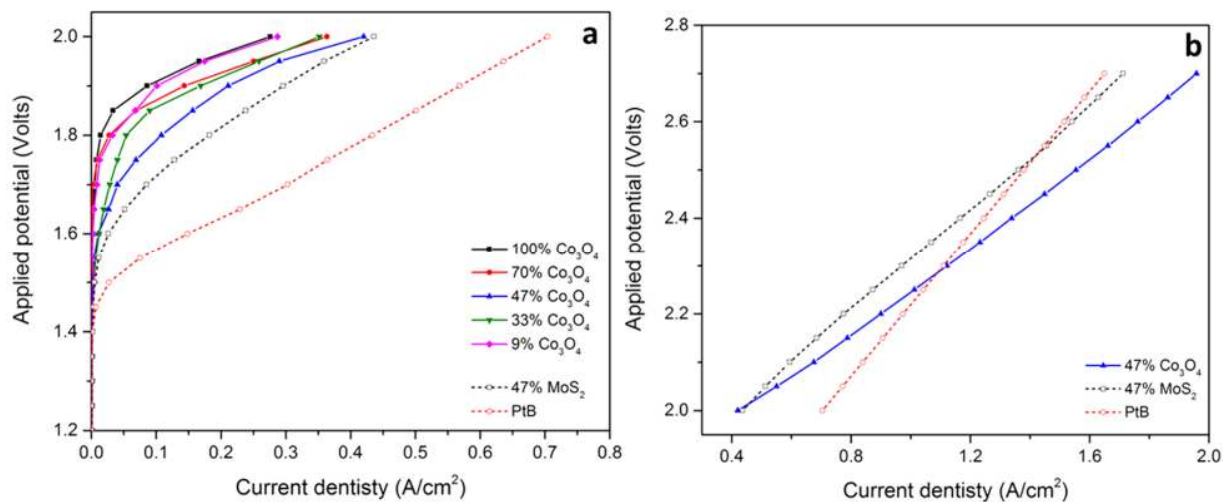 a
Applied potential (Volts)
2.0
1.8
1.6
1.4
1.2
100% Co₃O₄
70% Co₃O₄
47% Co₃O₄
33% Co₃O₄
9% Co₃O₄
47% MoS₂
PtB
0.0 0.1 0.2 0.3 0.4 0.5 0.6 0.7 0.8
Current dentisty (A/cm²)
b
Applied potential (Volts)
2.8
2.6
2.4
2.2
2.0
47% Co₃O₄
47% MoS₂
PtB
0.4 0.8 1.2 1.6 2.0
Current dentisty (A/cm²)